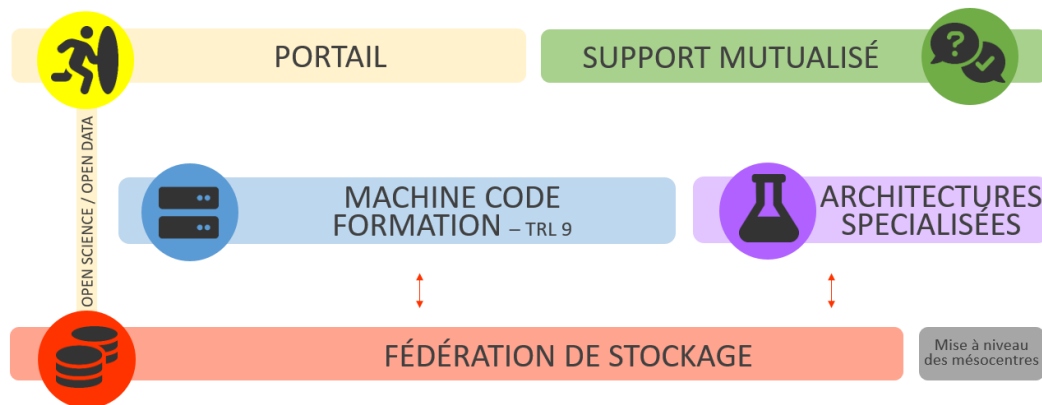 PORTAIL
SUPPORT MUTUALISÉ
OPEN SCIENCE / OPEN DATA
MACHINE CODE
FORMATION – TRL 9
ARCHITECTURES
SPECIALISÉES
FÉDÉRATION DE STOCKAGE
Mise à niveau
des mésocentres